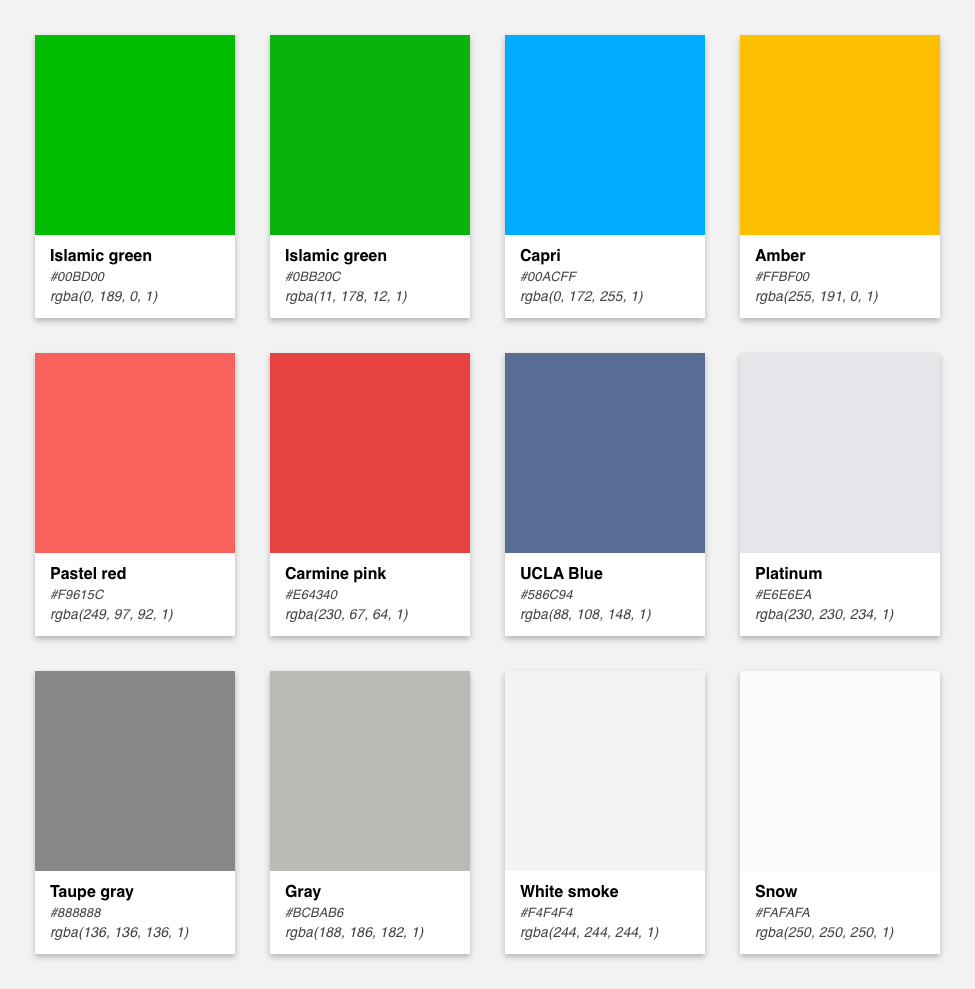 Islamic green
#00BD00
rgba(0, 189, 0, 1)
Islamic green
#0BB20C
rgba(11, 178, 12, 1)
Capri
#00ACFF
rgba(0, 172, 255, 1)
Amber
#FFBF00
rgba(255, 191, 0, 1)
Pastel red
#F9615C
rgba(249, 97, 92, 1)
Carmine pink
#E64340
rgba(230, 67, 64, 1)
UCLA Blue
#586C94
rgba(88, 108, 148, 1)
Platinum
#E6E6EA
rgba(230, 230, 234, 1)
Taupe gray
#888888
rgba(136, 136, 136, 1)
Gray
#BCBAB6
rgba(188, 186, 182, 1)
White smoke
#F4F4F4
rgba(244, 244, 244, 1)
Snow
#FAFAFA
rgba(250, 250, 250, 1)